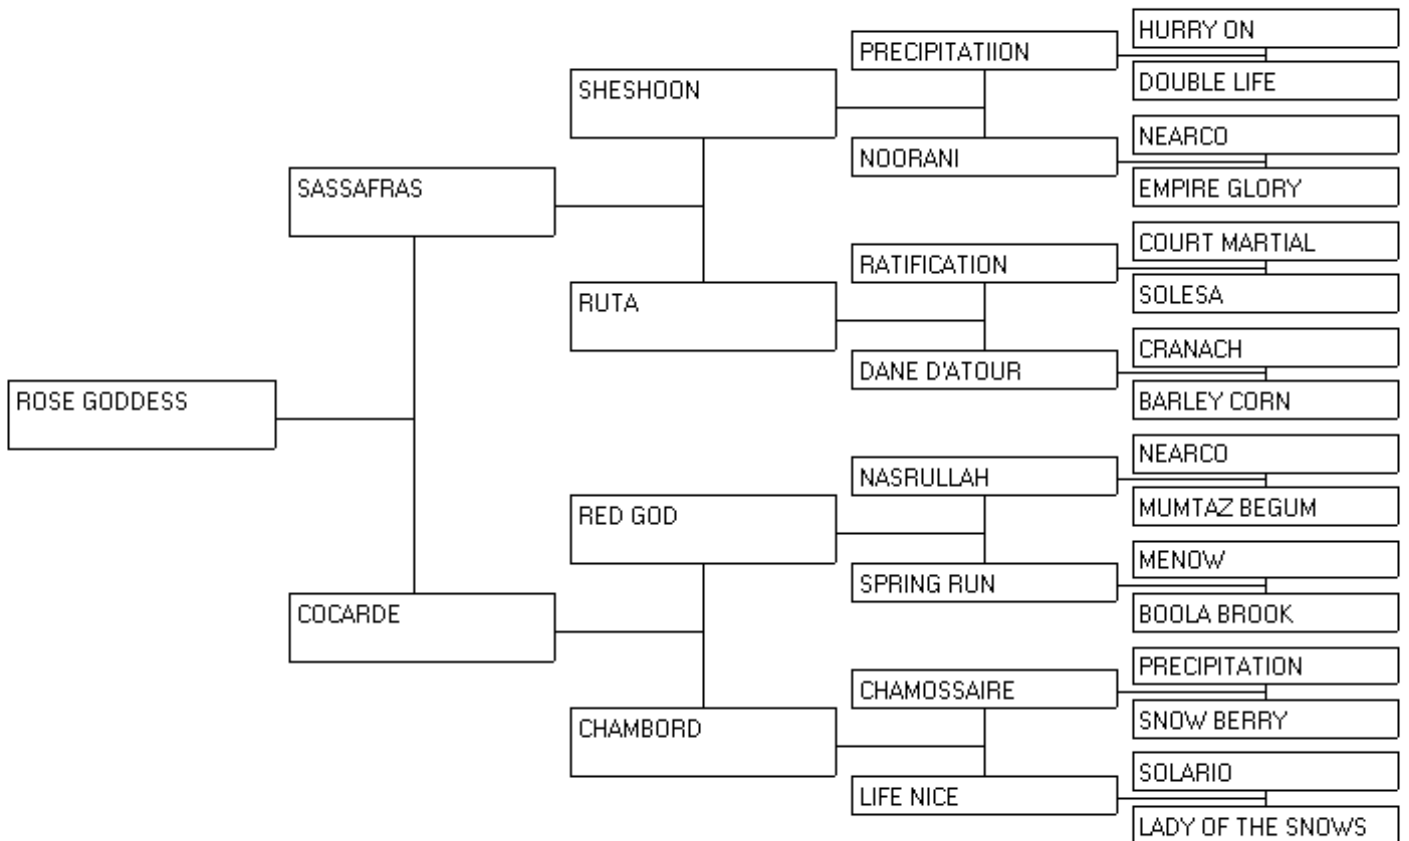 HURRY ON
PRECIPITATIION
DOUBLE LIFE
SHESHOON
NEARCO
NOORANI
EMPIRE GLORY
SASSAFRAS
COURT MARTIAL
RATIFICATION
SOLESA
RUTA
CRANACH
DANE D'ATOUR
BARLEY CORN
ROSE GODDESS
NEARCO
NASRULLAH
MUMTAZ BEGUM
RED GOD
MENOW
SPRING RUN
BOOLA BROOK
COCARDE
PRECIPITATION
CHAMOSSAIRE
SNOW BERRY
CHAMBORD
SOLARIO
LIFE NICE
LADY OF THE SNOWS